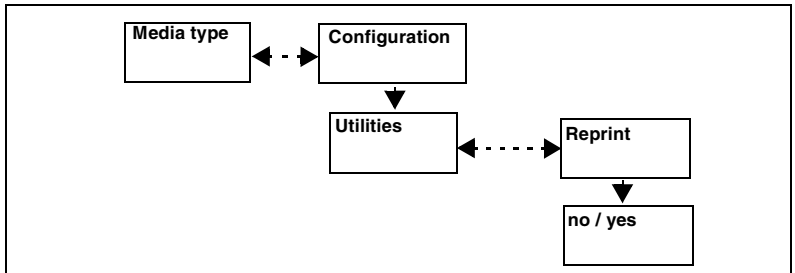 Media type
Configuration
Utilities
Reprint
no / yes